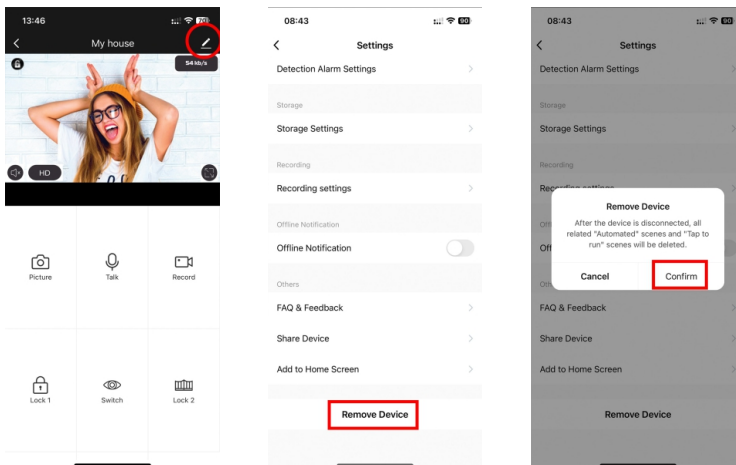 13:46
70
My house
54 kb/s
HD
Picture
Talk
Record
Lock 1
Switch
Lock 2
08:43
90
Settings
Detection Alarm Settings
Storage
Storage Settings
Recording
Recording settings
Offline Notification
Offline Notification
Others
FAQ & Feedback
Share Device
Add to Home Screen
Remove Device
08:43
90
Settings
Detection Alarm Settings
Storage
Storage Settings
Recording
Remove Device
After the device is disconnected, all
related "Automated" scenes and "Tap to
run" scenes will be deleted.
Cancel
Confirm
FAQ & Feedback
Share Device
Add to Home Screen
Remove Device